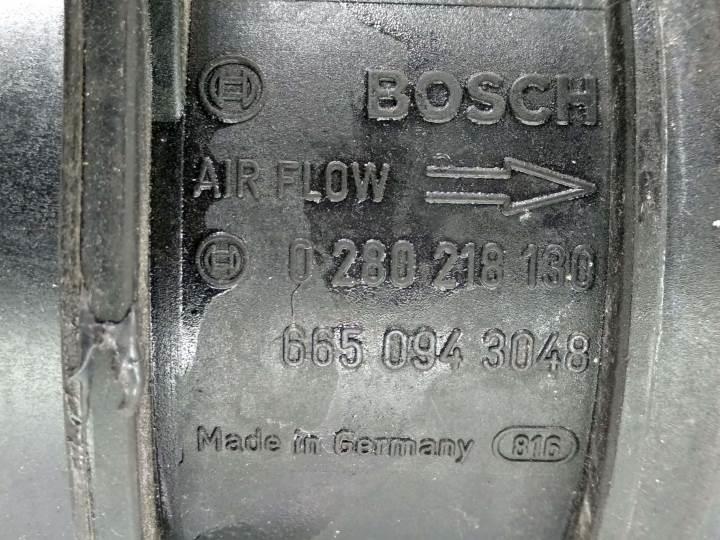 BOSCH
AIR FLOW
0 280 218 130
665 094 3048
Made in Germany 816